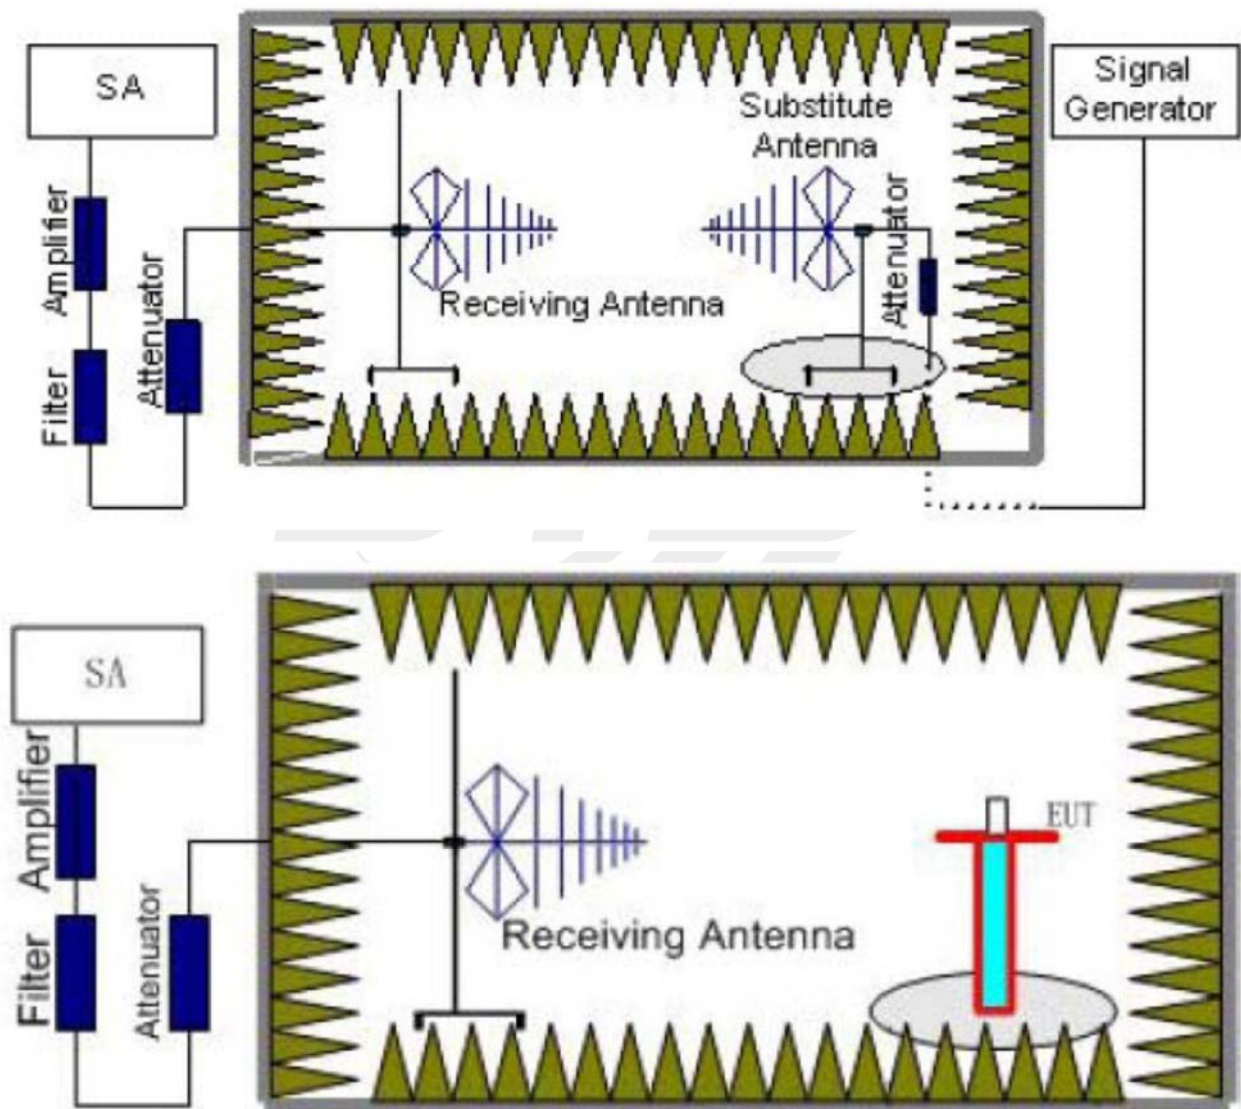 SA
Signal
Generator
Substitute
Antenna
Amplifier
Attenuator
Attenuator
Receiving Antenna
Filter
SA
Amplifier
EUT
Receiving Antenna
Filter
Attenuator